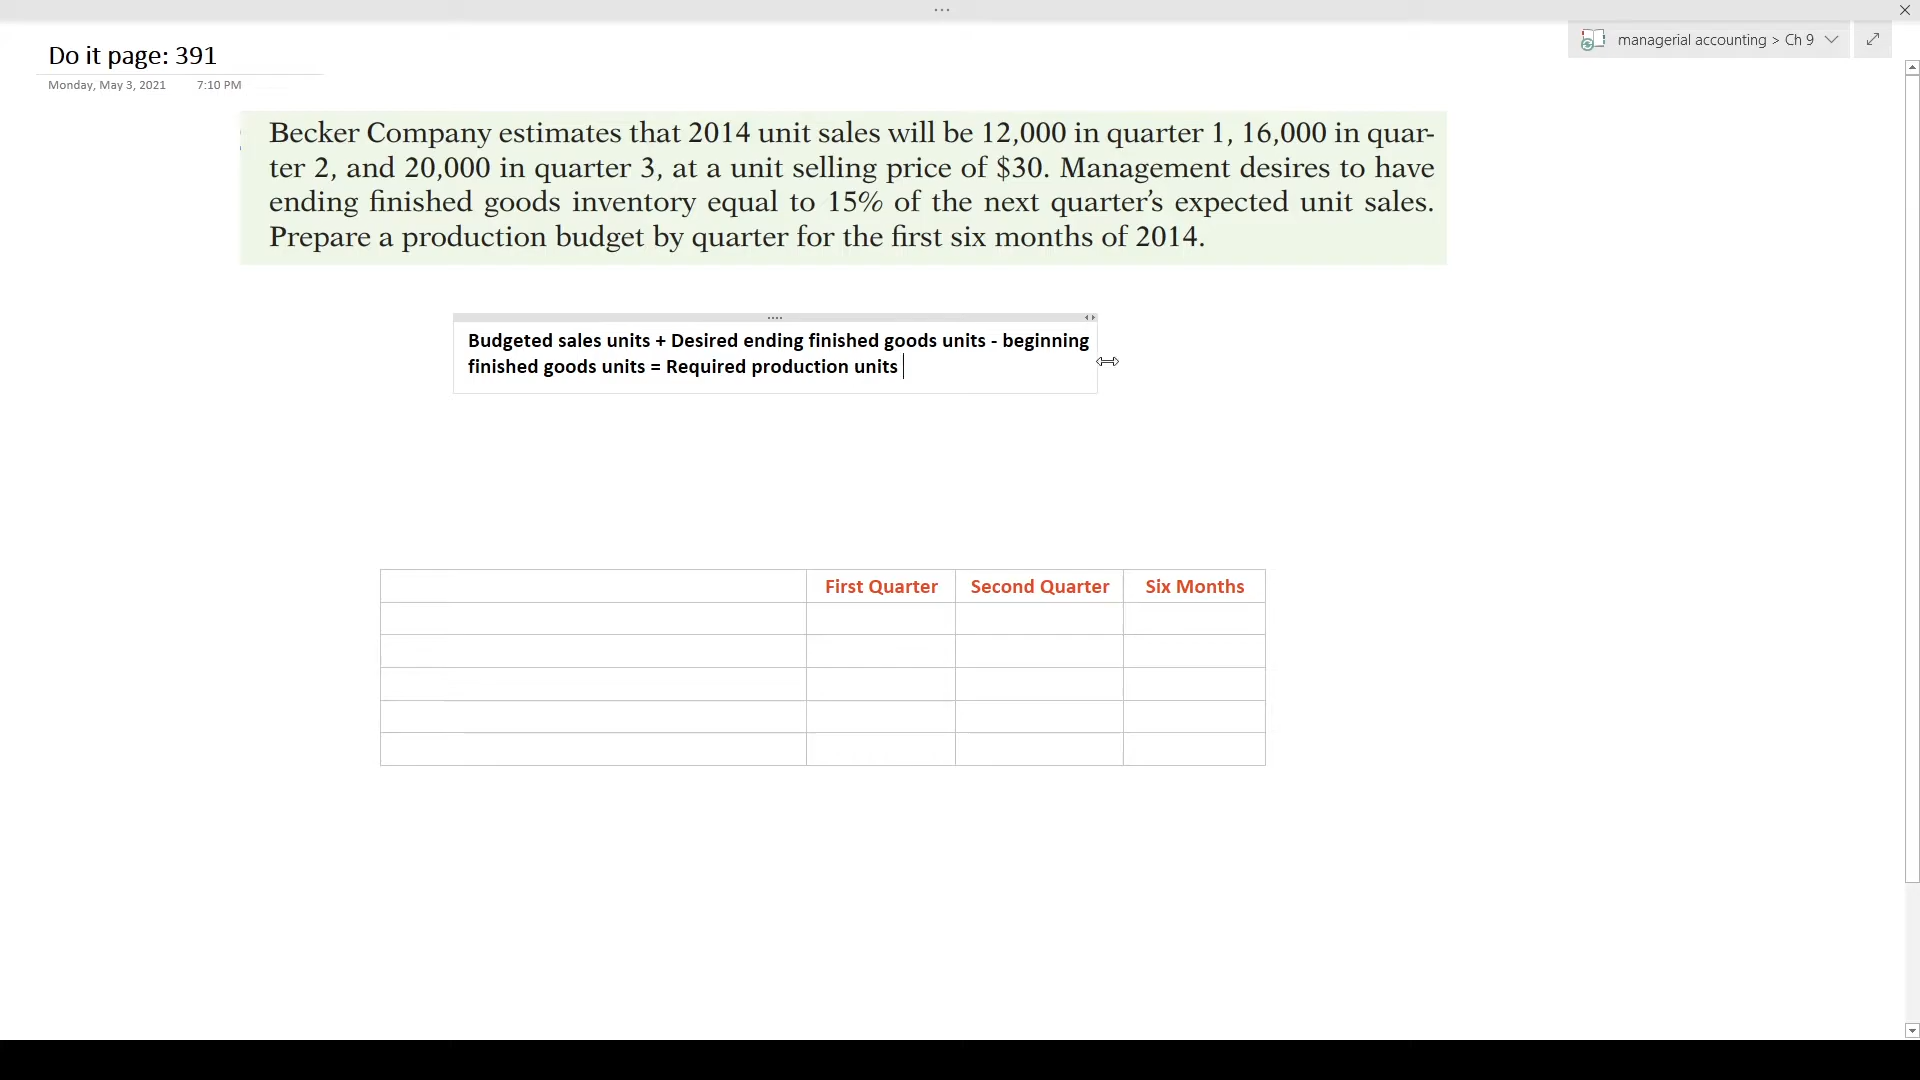 Do it page: 391
Monday, May 3, 2021 7:10 PM
managerial accounting > Ch 9
Becker Company estimates that 2014 unit sales will be 12,000 in quarter 1, 16,000 in quar-
ter 2, and 20,000 in quarter 3, at a unit selling price of $30. Management desires to have
ending finished goods inventory equal to 15% of the next quarter's expected unit sales.
Prepare a production budget by quarter for the first six months of 2014.
Budgeted sales units + Desired ending finished goods units - beginning
finished goods units = Required production units
First Quarter Second Quarter Six Months